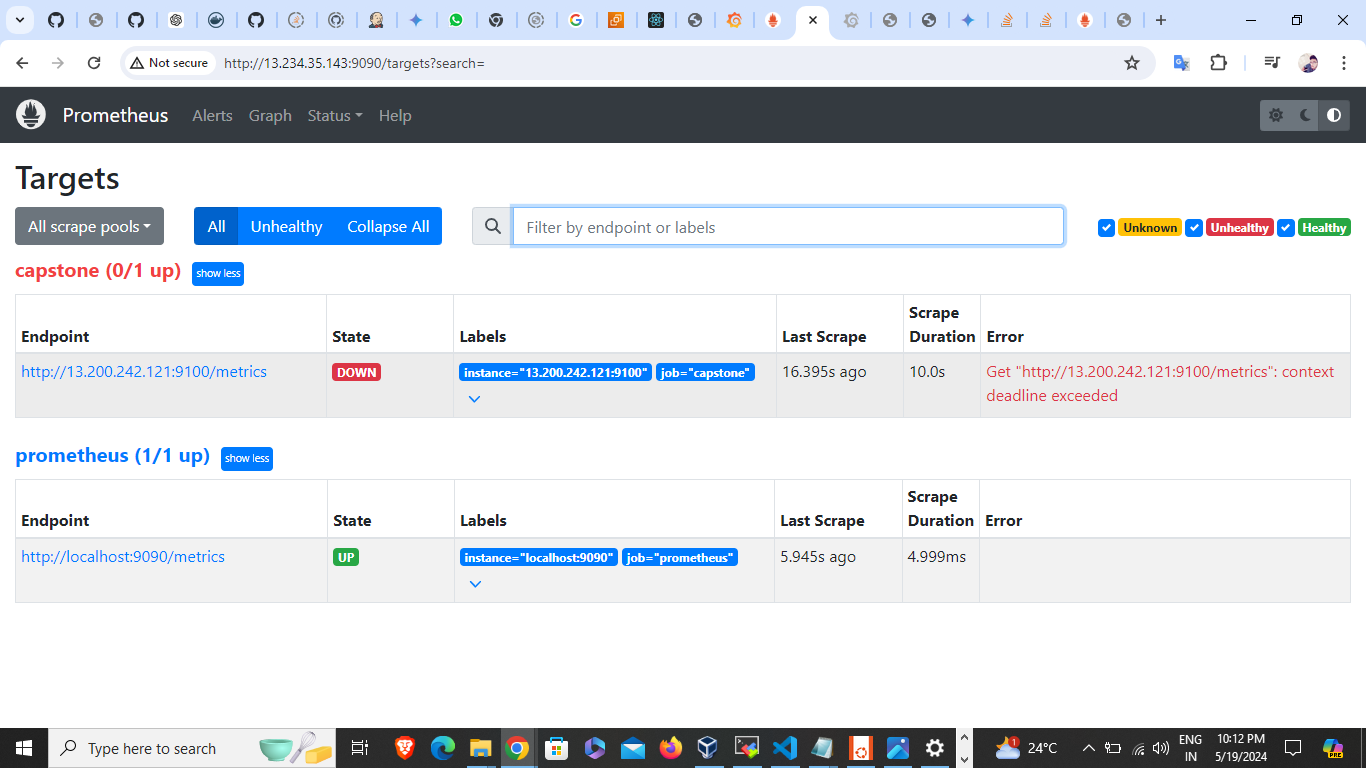 Not secure http://13.234.35.143:9090/targets?search=
Prometheus Alerts Graph Status Help
Targets
All scrape pools All Unhealthy Collapse All Filter by endpoint or labels Unknown Unhealthy Healthy
capstone (0/1 up) show less
Endpoint State Labels Last Scrape Scrape Duration Error
http://13.200.242.121:9100/metrics DOWN instance="13.200.242.121:9100" job="capstone" 16.395s ago 10.0s Get "http://13.200.242.121:9100/metrics": context
deadline exceeded
prometheus (1/1 up) show less
Endpoint State Labels Last Scrape Scrape Duration Error
http://localhost:9090/metrics UP instance="localhost:9090" job="prometheus" 5.945s ago 4.999ms
Type here to search 1 24°C ENG 10:12 PM
IN 5/19/2024 PRE